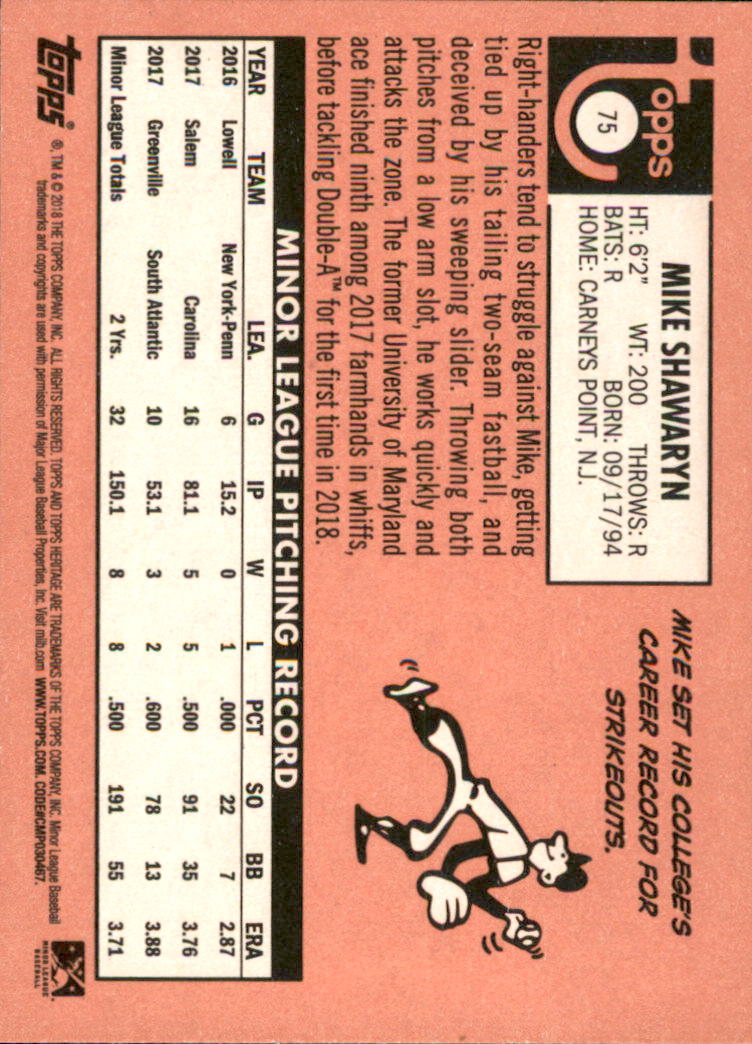 topps
75
MIKE SHAWARYN
HT: 6'2" WT: 200 THROWS: R
BATS: R BORN: 09/17/94
HOME: CARNEYS POINT, N.J.
MIKE SET HIS COLLEGE'S
CAREER RECORD FOR
STRIKEOUTS.
Right-handers tend to struggle against Mike, getting
tied up by his tailing two-seam fastball, and
deceived by his sweeping slider. Throwing both
pitches from a low arm slot, he works quickly and
attacks the zone. The former University of Maryland
ace finished ninth among 2017 farmhands in whiffs,
before tackling Double-A™ for the first time in 2018.
MINOR LEAGUE PITCHING RECORD
YEAR TEAM LEA. G IP W L PCT SO BB ERA
2016 Lowell New York-Penn 6 15.2 0 1 .000 22 7 2.87
2017 Salem Carolina 16 81.1 5 5 .500 91 35 3.76
2017 Greenville South Atlantic 10 53.1 3 2 .600 78 13 3.88
Minor League Totals 2 Yrs. 32 150.1 8 8 .500 191 55 3.71
topps® ®, TM & © 2018 THE TOPPS COMPANY, INC. ALL RIGHTS RESERVED. TOPPS AND TOPPS HERITAGE ARE TRADEMARKS OF THE TOPPS COMPANY, INC. Minor League Baseball
trademarks and copyrights are used with permission of Major League Baseball Properties, Inc. Visit milb.com WWW.TOPPS.COM. CODE#CMP030467.
MINOR LEAGUE
BASEBALL